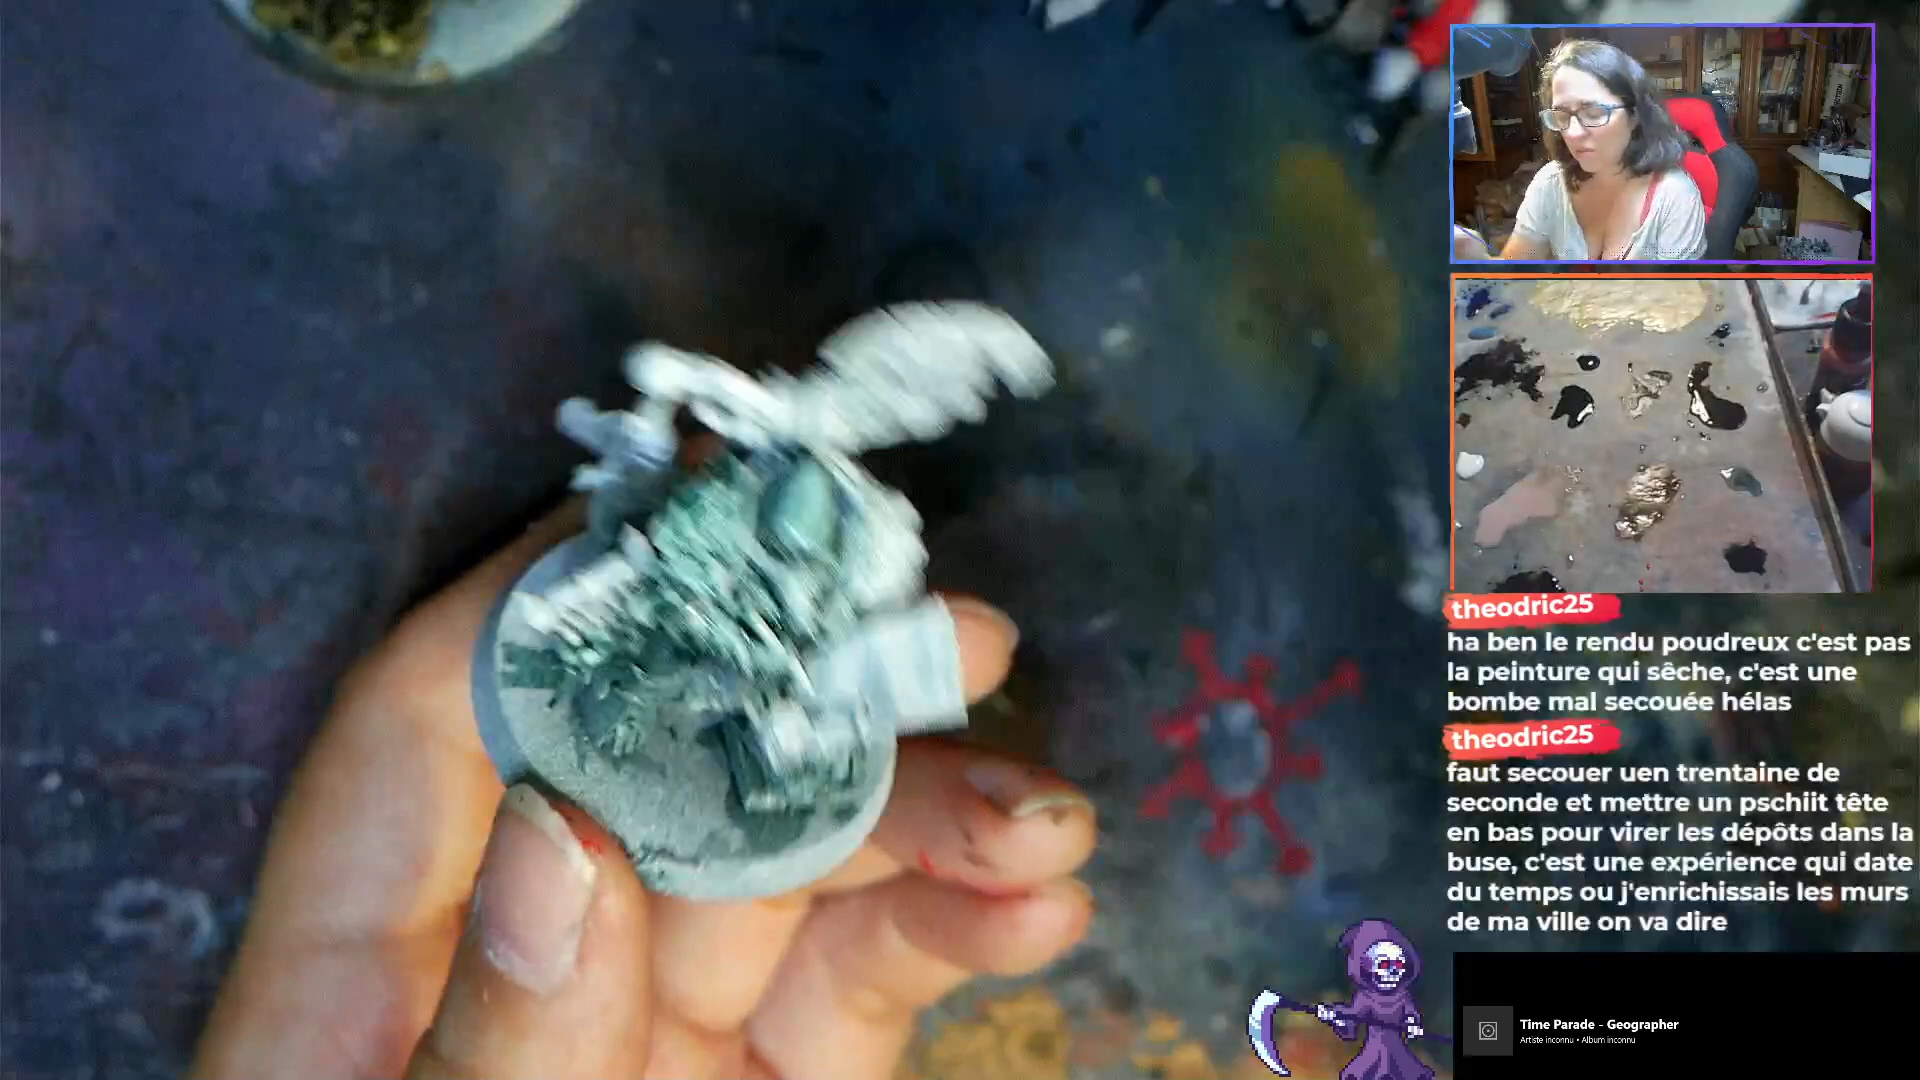 theodric25
ha ben le rendu poudreux c'est pas
la peinture qui sêche, c'est une
bombe mal secouée hélas
theodric25
faut secouer uen trentaine de
seconde et mettre un pschiit tête
en bas pour virer les dépôts dans la
buse, c'est une expérience qui date
du temps ou j'enrichissais les murs
de ma ville on va dire
Time Parade - Geographer
Artiste inconnu • Album inconnu